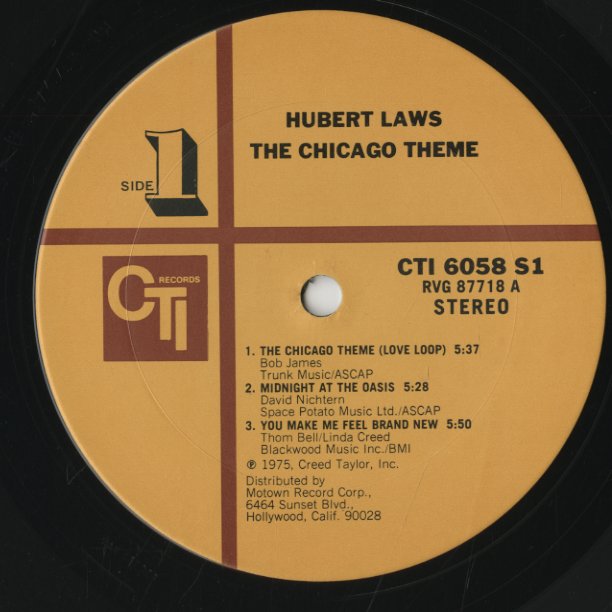 HUBERT LAWS
THE CHICAGO THEME
SIDE 1
CTI RECORDS
CTI 6058 S1
RVG 87718 A
STEREO
1. THE CHICAGO THEME (LOVE LOOP) 5:37
Bob James
Trunk Music/ASCAP
2. MIDNIGHT AT THE OASIS 5:28
David Nichtern
Space Potato Music Ltd./ASCAP
3. YOU MAKE ME FEEL BRAND NEW 5:50
Thom Bell/Linda Creed
Blackwood Music Inc./BMI
℗ 1975, Creed Taylor, Inc.
Distributed by
Motown Record Corp.,
6464 Sunset Blvd.,
Hollywood, Calif. 90028